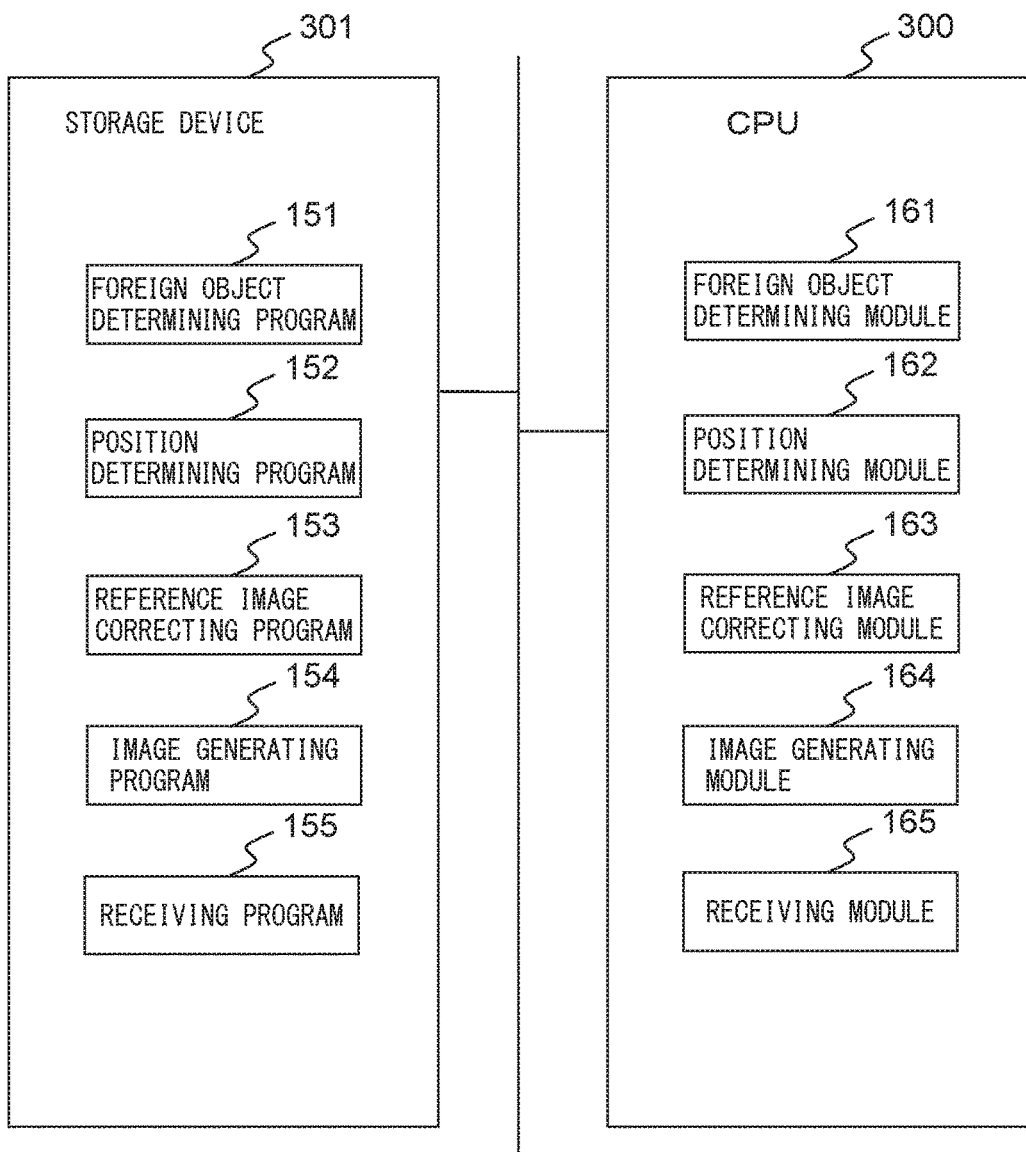 301
STORAGE DEVICE
151
FOREIGN OBJECT
DETERMINING PROGRAM
152
POSITION
DETERMINING PROGRAM
153
REFERENCE IMAGE
CORRECTING PROGRAM
154
IMAGE GENERATING
PROGRAM
155
RECEIVING PROGRAM
300
CPU
161
FOREIGN OBJECT
DETERMINING MODULE
162
POSITION
DETERMINING MODULE
163
REFERENCE IMAGE
CORRECTING MODULE
164
IMAGE GENERATING
MODULE
165
RECEIVING MODULE